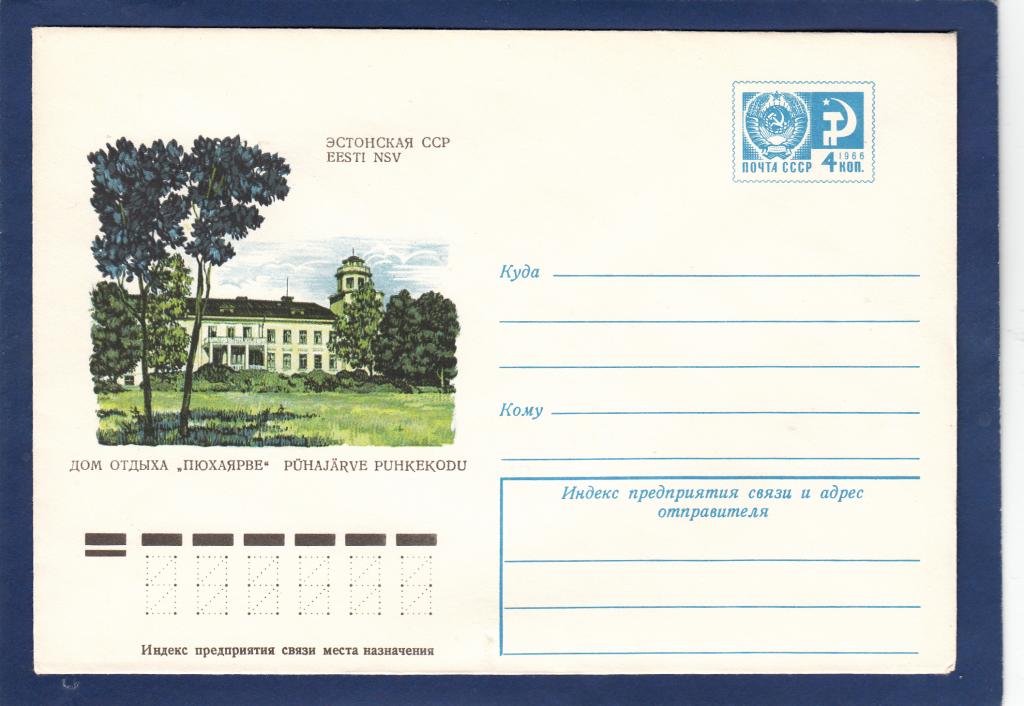 ЭСТОНСКАЯ ССР
EESTI NSV
1966
ПОЧТА СССР 4 КОП.
Куда
Кому
ДОМ ОТДЫХА „ПЮХАЯРВЕ“ PÜHAJÄRVE PUHKEKODU
Индекс предприятия связи и адрес
отправителя
Индекс предприятия связи места назначения